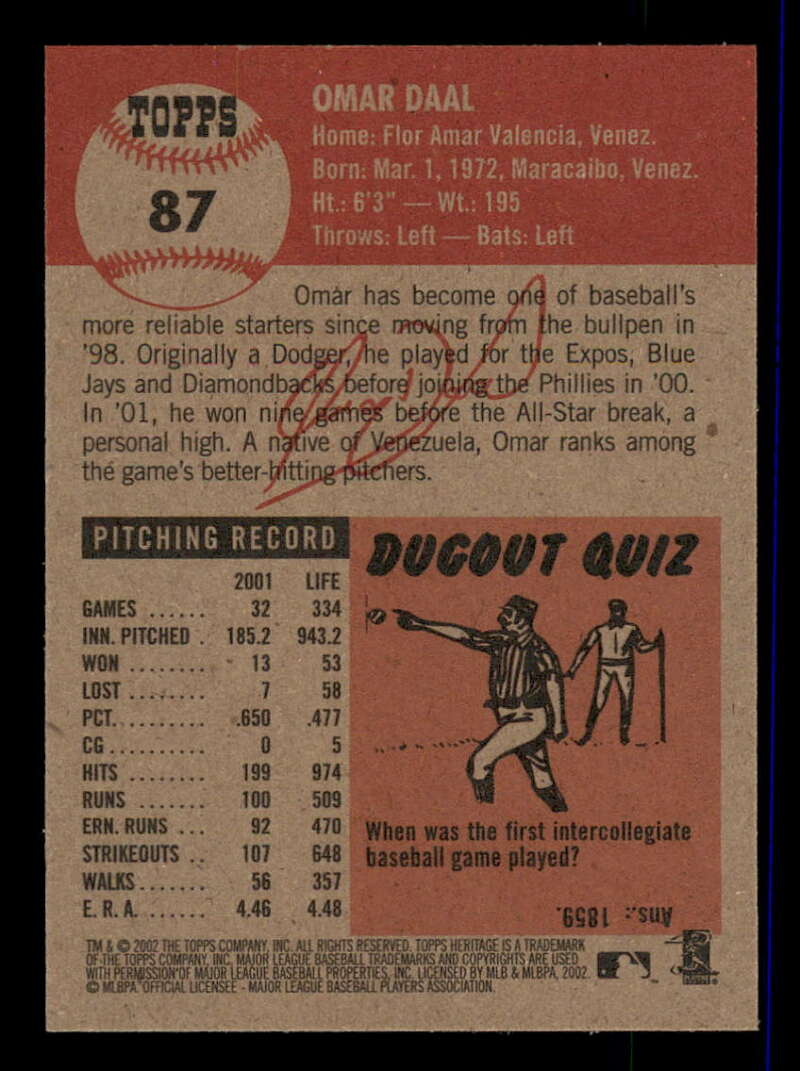 TOPPS
87
OMAR DAAL
Home: Flor Amar Valencia, Venez.
Born: Mar. 1, 1972, Maracaibo, Venez.
Ht.: 6'3" — Wt.: 195
Throws: Left — Bats: Left
Omar has become one of baseball's
more reliable starters since moving from the bullpen in
'98. Originally a Dodger, he played for the Expos, Blue
Jays and Diamondbacks before joining the Phillies in '00.
In '01, he won nine games before the All-Star break, a
personal high. A native of Venezuela, Omar ranks among
the game's better-hitting pitchers.
PITCHING RECORD
2001 LIFE
GAMES ...... 32 334
INN. PITCHED . 185.2 943.2
WON ........ 13 53
LOST ........ 7 58
PCT.......... .650 .477
CG.......... 0 5
HITS ........ 199 974
RUNS ....... 100 509
ERN. RUNS ... 92 470
STRIKEOUTS .. 107 648
WALKS....... 56 357
E.R.A. ...... 4.46 4.48
DUGOUT QUIZ
When was the first intercollegiate
baseball game played?
Ans.: 1859.
TM & © 2002 THE TOPPS COMPANY, INC. ALL RIGHTS RESERVED. TOPPS HERITAGE IS A TRADEMARK
OF THE TOPPS COMPANY, INC. MAJOR LEAGUE BASEBALL TRADEMARKS AND COPYRIGHTS ARE USED
WITH PERMISSION OF MAJOR LEAGUE BASEBALL PROPERTIES, INC. LICENSED BY MLB & MLBPA, 2002.
© MLBPA OFFICIAL LICENSEE - MAJOR LEAGUE BASEBALL PLAYERS ASSOCIATION.